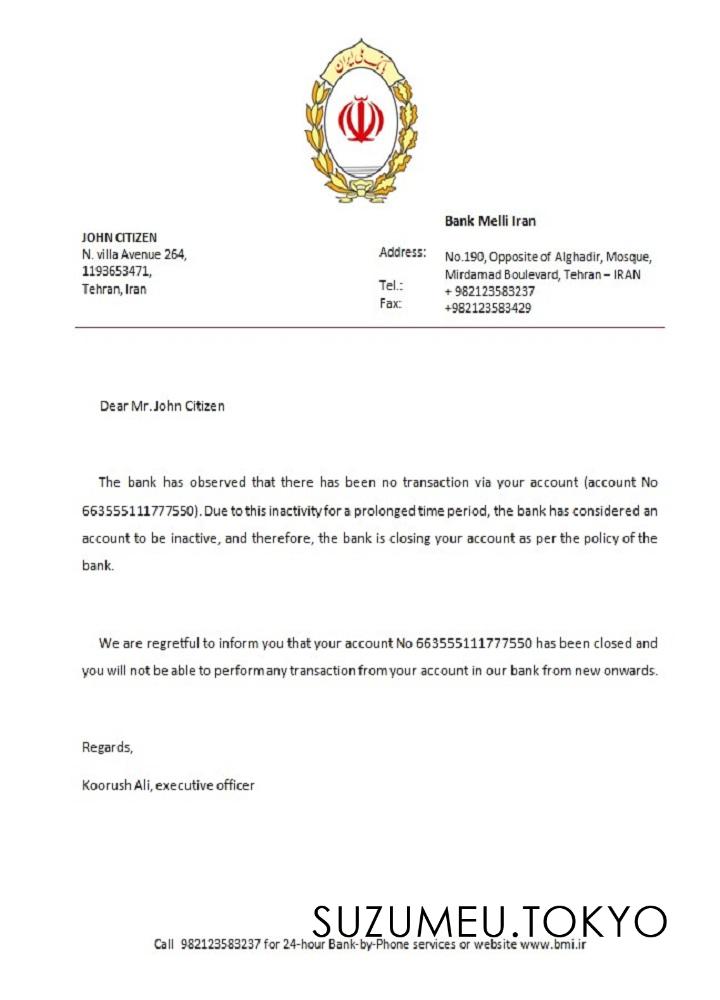 بانک ملی ایران
Bank Melli Iran
JOHN CITIZEN
N. villa Avenue 264,
1193653471,
Tehran, Iran
Address: No.190, Opposite of Alghadir, Mosque,
Mirdamad Boulevard, Tehran – IRAN
Tel.: + 982123583237
Fax: +982123583429
Dear Mr. John Citizen
The bank has observed that there has been no transaction via your account (account No
663555111777550). Due to this inactivity for a prolonged time period, the bank has considered an
account to be inactive, and therefore, the bank is closing your account as per the policy of the
bank.
We are regretful to inform you that your account No 663555111777550 has been closed and
you will not be able to perform any transaction from your account in our bank from new onwards.
Regards,
Koorush Ali, executive officer
SUZUMEU.TOKYO
Call 982123583237 for 24-hour Bank-by-Phone services or website www.bmi.ir